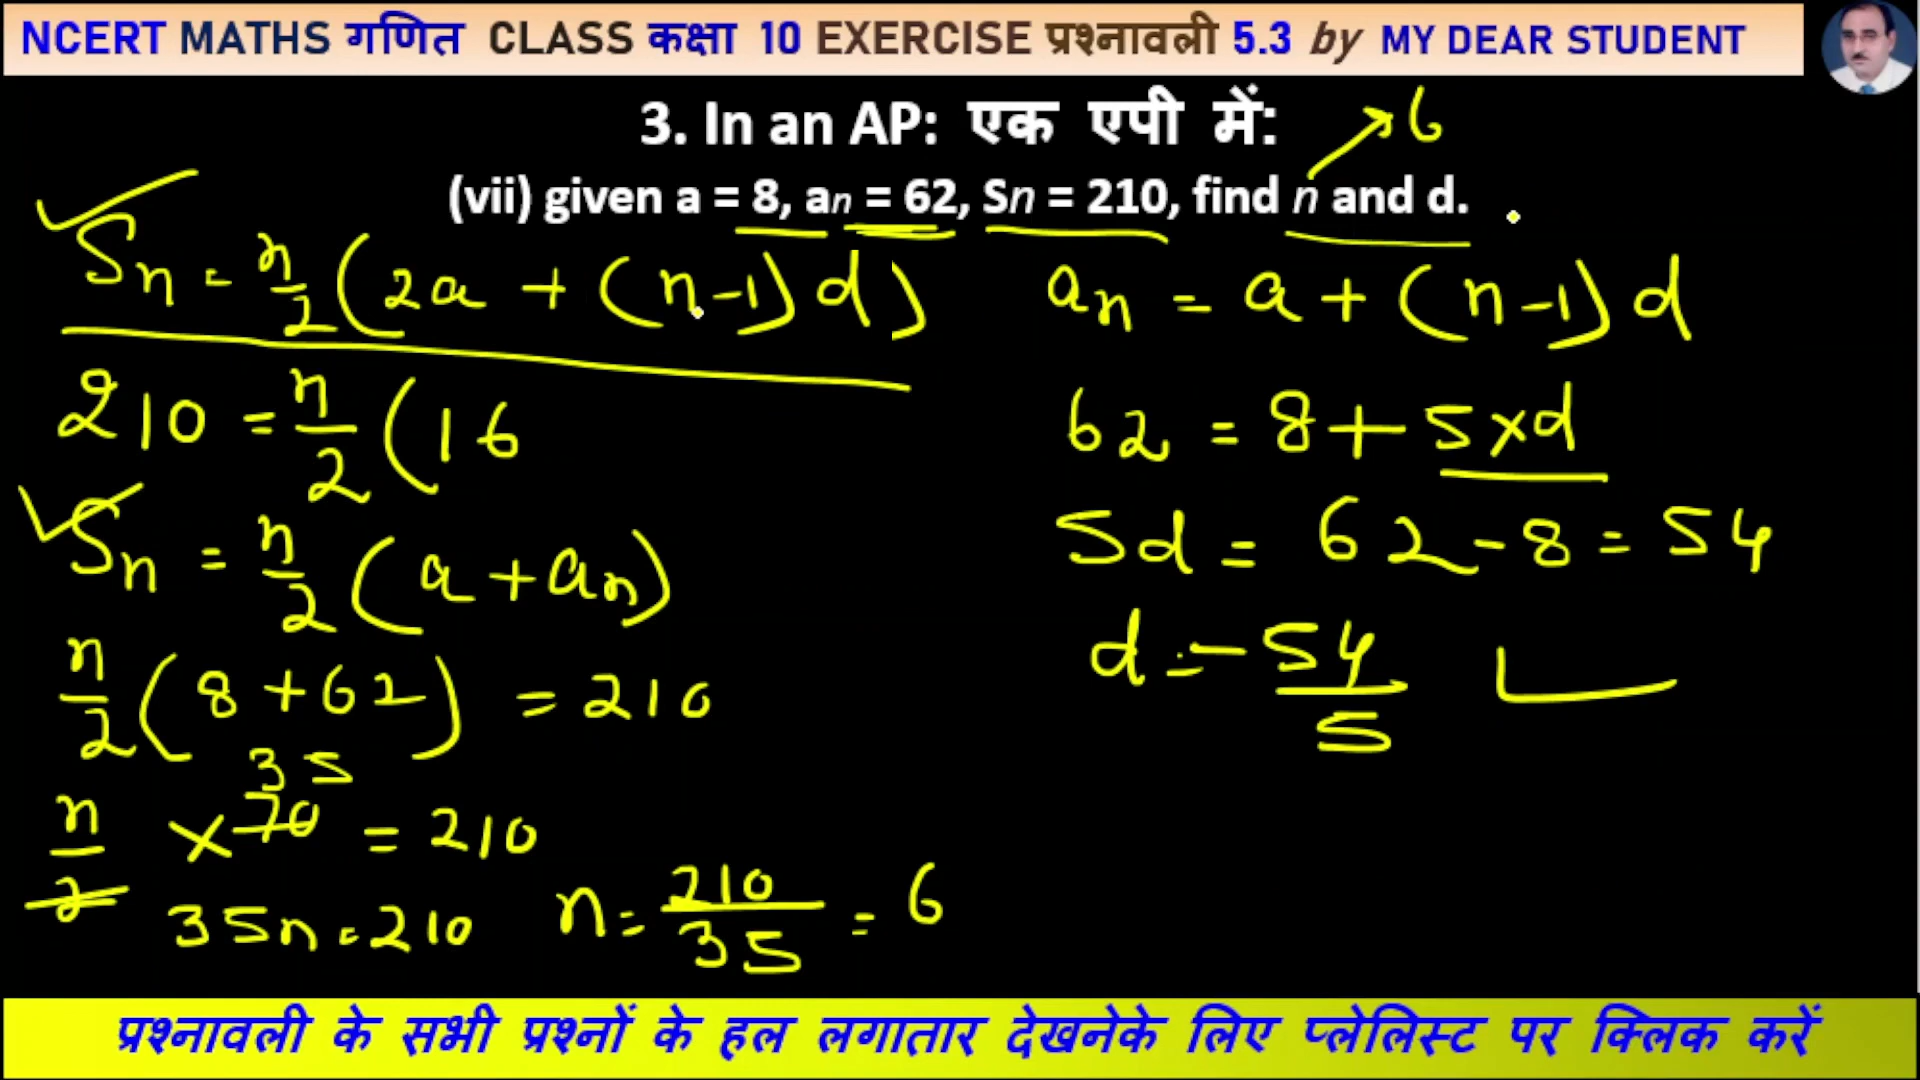 NCERT MATHS गणित CLASS कक्षा 10 EXERCISE प्रश्नावली 5.3 by MY DEAR STUDENT
3. In an AP: एक एपी में: → 6
(vii) given a = 8, an = 62, Sn = 210, find n and d.
Sn = n/2 (2a + (n-1) d)
210 = n/2 (16
Sn = n/2 (a + an)
n/2 (8 + 62) = 210
35
n/2 × 70 = 210
35n = 210
n = 210/35 = 6
an = a + (n-1) d
62 = 8 + 5×d
5d = 62 - 8 = 54
d = - 54/5
प्रश्नावली के सभी प्रश्नों के हल लगातार देखनेके लिए प्लेलिस्ट पर क्लिक करें